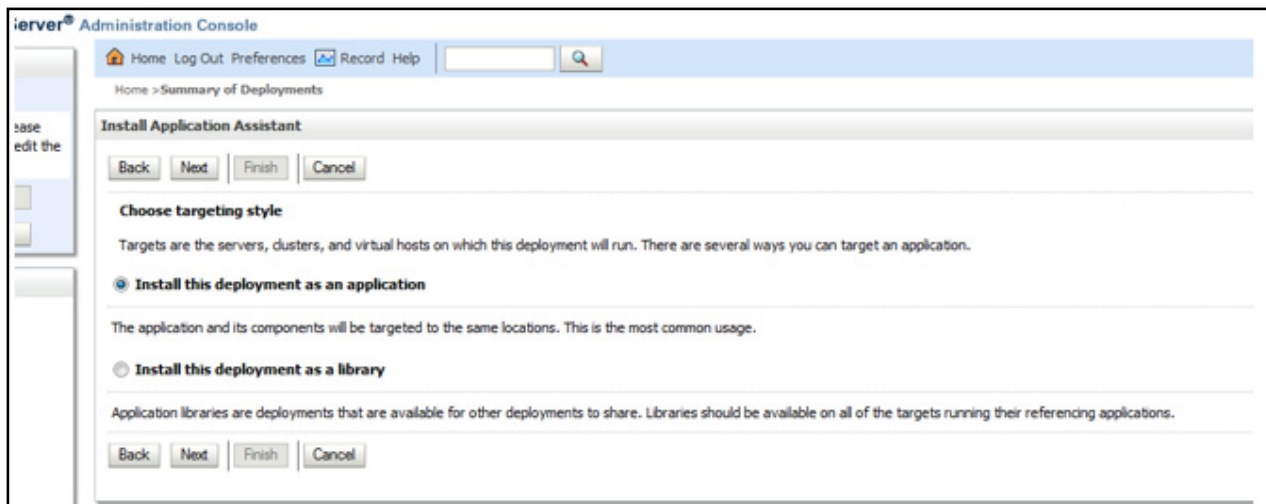 Server® Administration Console
Home Log Out Preferences Record Help
Home >Summary of Deployments
Install Application Assistant
edit the
Back Next Finish Cancel
Choose targeting style
Targets are the servers, clusters, and virtual hosts on which this deployment will run. There are several ways you can target an application.
Install this deployment as an application
The application and its components will be targeted to the same locations. This is the most common usage.
Install this deployment as a library
Application libraries are deployments that are available for other deployments to share. Libraries should be available on all of the targets running their referencing applications.
Back Next Finish Cancel